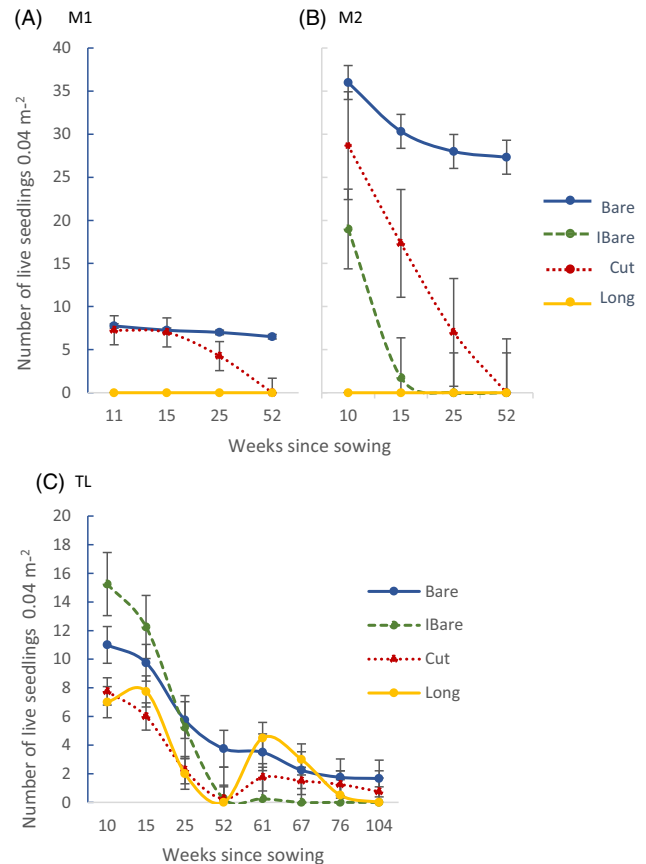 (A) M1
(B) M2
Number of live seedlings 0.04 m-2
40
35
30
25
20
15
10
5
0
11 15 25 52
10 15 25 52
Weeks since sowing
Bare
IBare
Cut
Long
(C) TL
Number of live seedlings 0.04 m-2
20
18
16
14
12
10
8
6
4
2
0
10 15 25 52 61 67 76 104
Weeks since sowing
Bare
IBare
Cut
Long